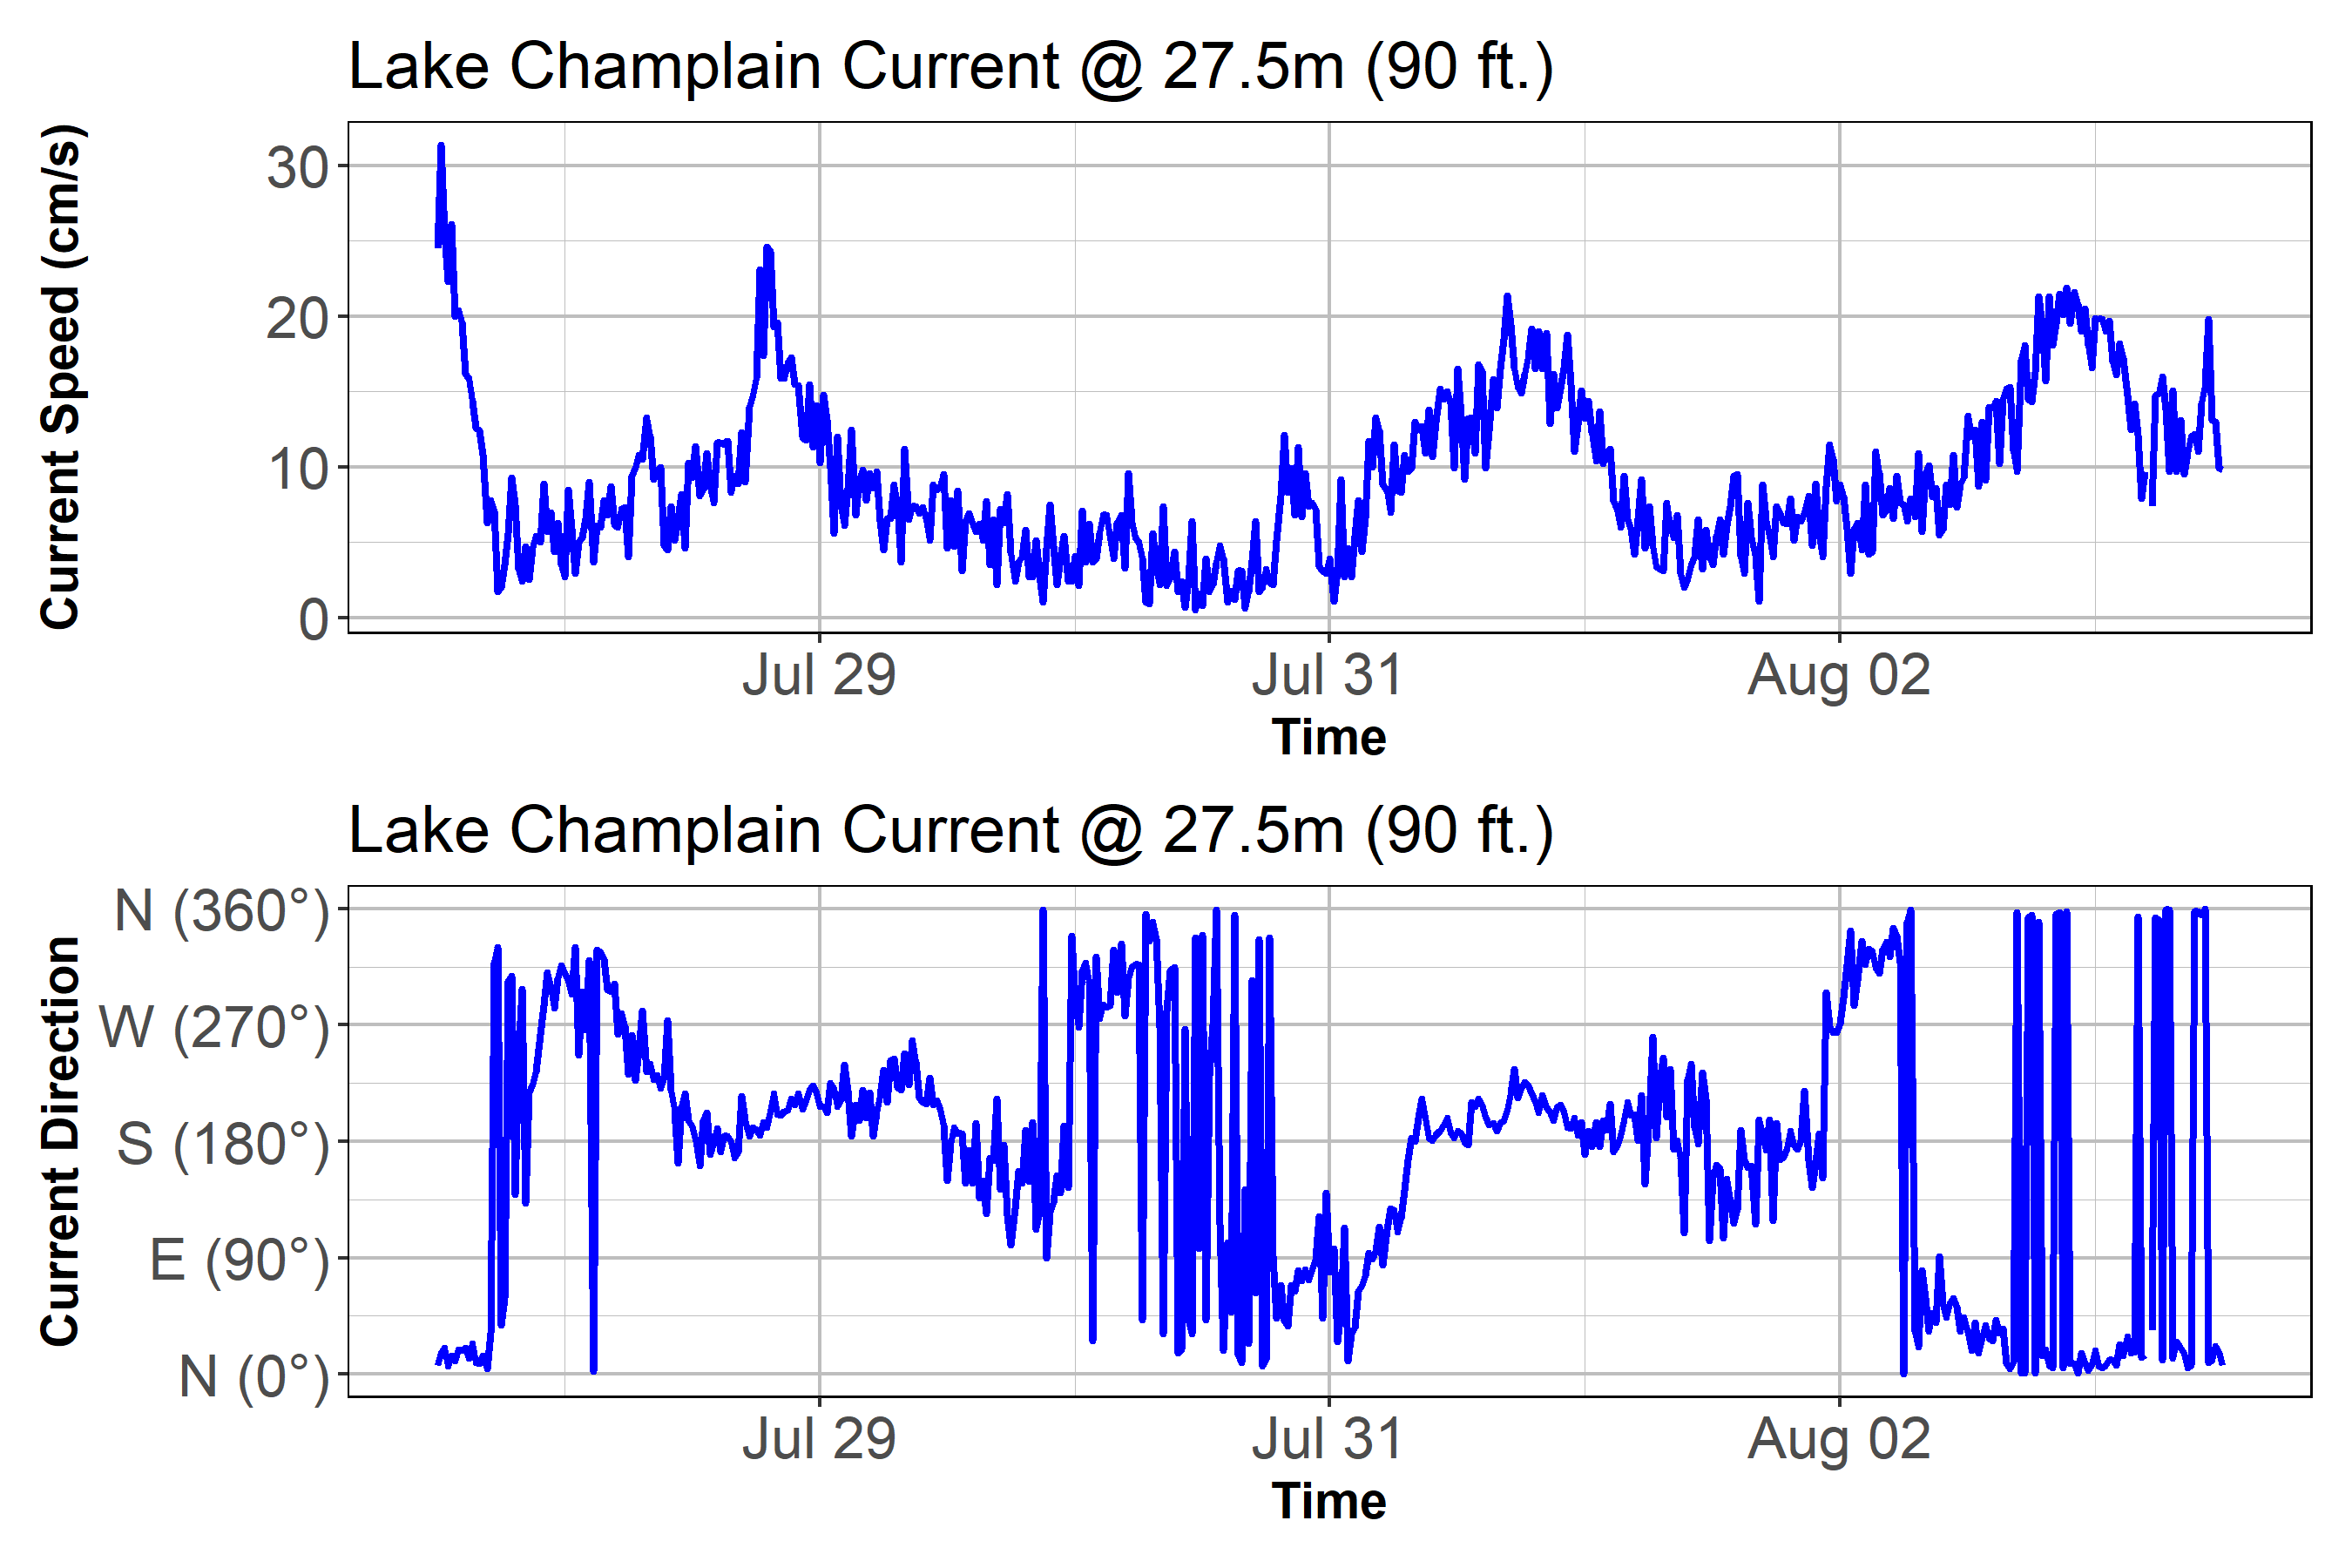 Lake Champlain Current @ 27.5m (90 ft.)
Current Speed (cm/s)
30
20
10
0
Jul 29 Jul 31 Aug 02
Time
Lake Champlain Current @ 27.5m (90 ft.)
Current Direction
N (360°)
W (270°)
S (180°)
E (90°)
N (0°)
Jul 29 Jul 31 Aug 02
Time